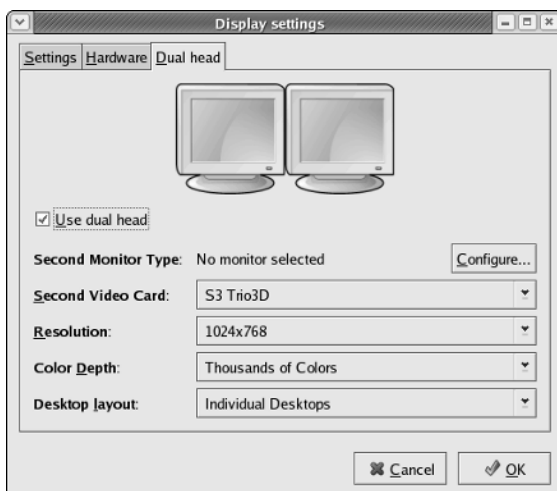 Display settings
Settings Hardware Dual head
Use dual head
Second Monitor Type: No monitor selected Configure...
Second Video Card: S3 Trio3D
Resolution: 1024x768
Color Depth: Thousands of Colors
Desktop layout: Individual Desktops
Cancel OK